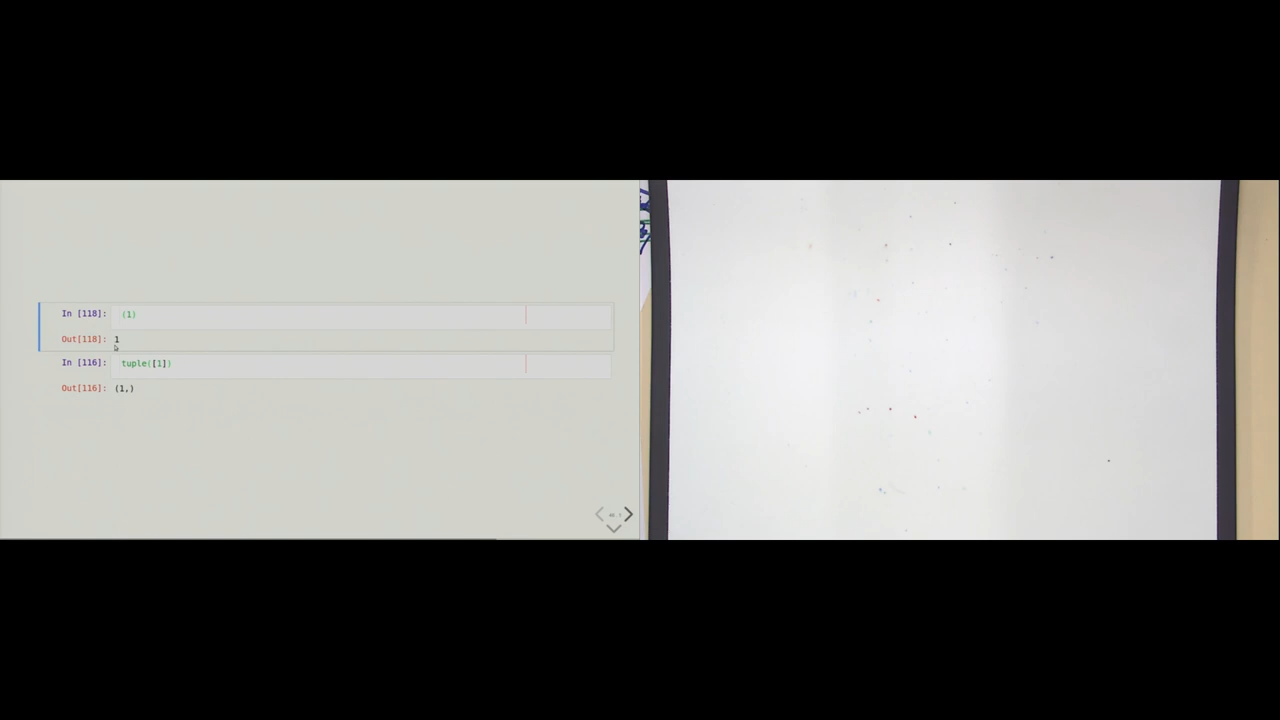 In [118]: (1)
Out[118]: 1
In [116]: tuple([1])
Out[116]: (1,)